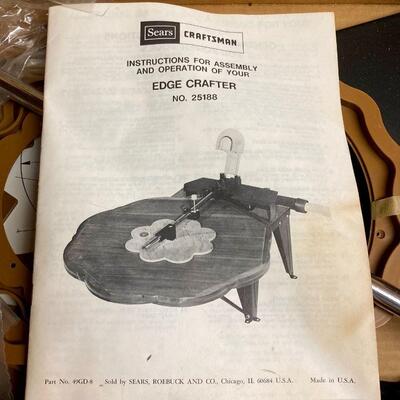 Sears | CRAFTSMAN
INSTRUCTIONS FOR ASSEMBLY
AND OPERATION OF YOUR
EDGE CRAFTER
NO. 25188
Part No. 49GD-8 Sold by SEARS, ROEBUCK AND CO., Chicago, IL 60684 U.S.A. Made in U.S.A.